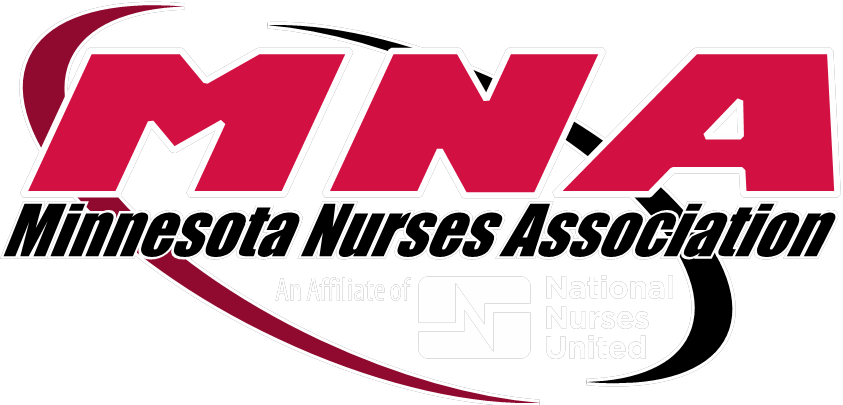 MNA
Minnesota Nurses Association
An Affiliate of
National
Nurses
United